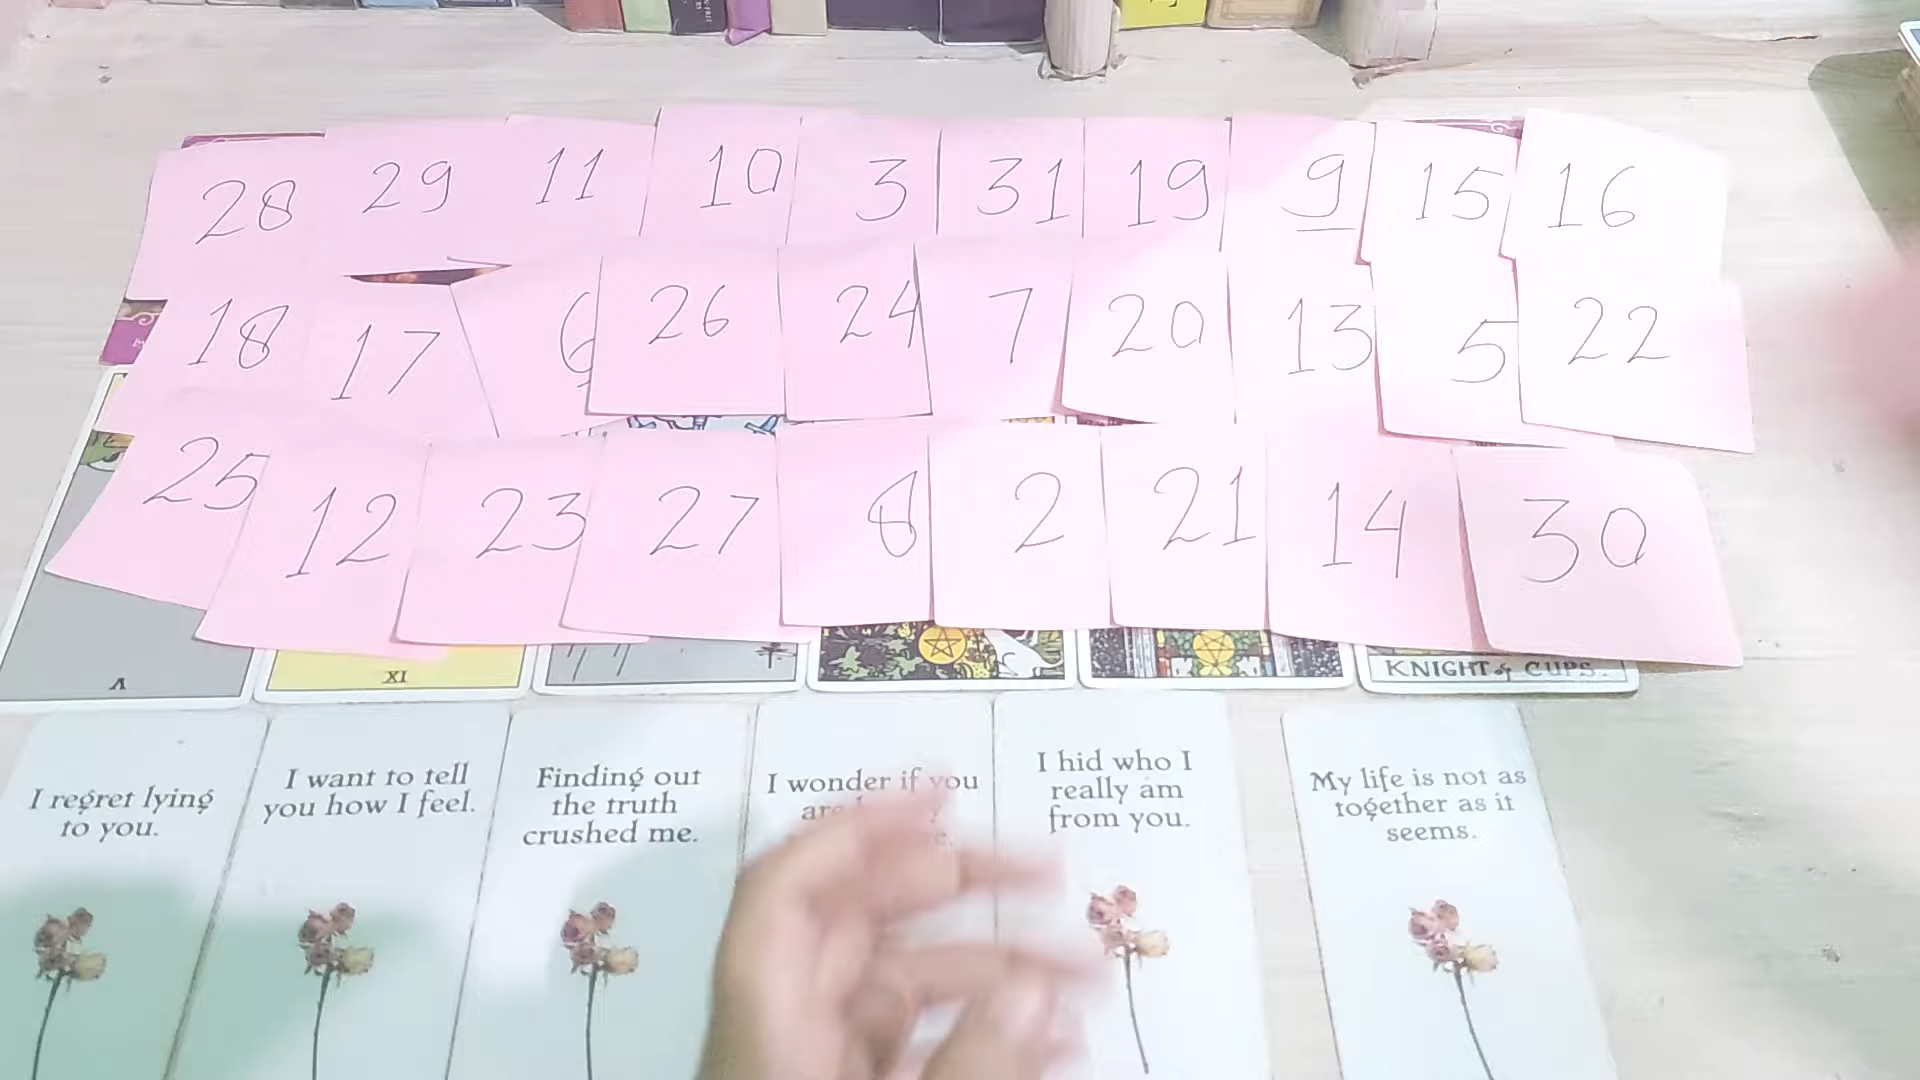 28 29 11 10 3 31 19 9 15 16
18 17 6 26 24 7 20 13 5 22
25 12 23 27 8 2 21 14 30
V
XI
KNIGHT of CUPS.
I regret lying
to you.
I want to tell
you how I feel.
Finding out
the truth
crushed me.
I wonder if you
I hid who I
really am
from you.
My life is not as
together as it
seems.